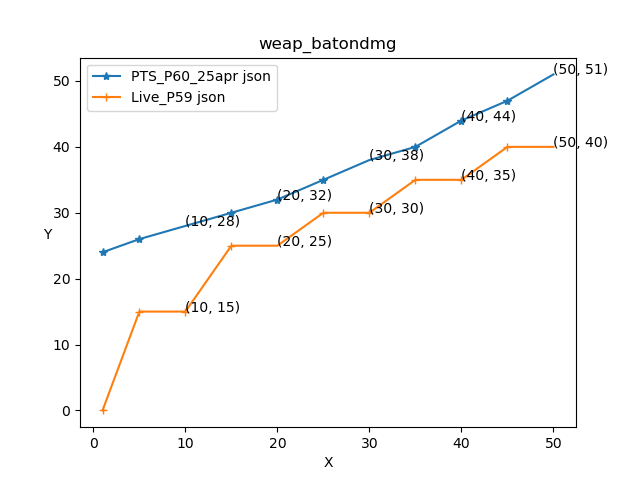 weap_batondmg
PTS_P60_25apr json
Live_P59 json
Y
50
40
30
20
10
0
(50, 51)
(40, 44)
(50, 40)
(30, 38)
(40, 35)
(20, 32)
(30, 30)
(10, 28)
(20, 25)
(10, 15)
0 10 20 30 40 50
X